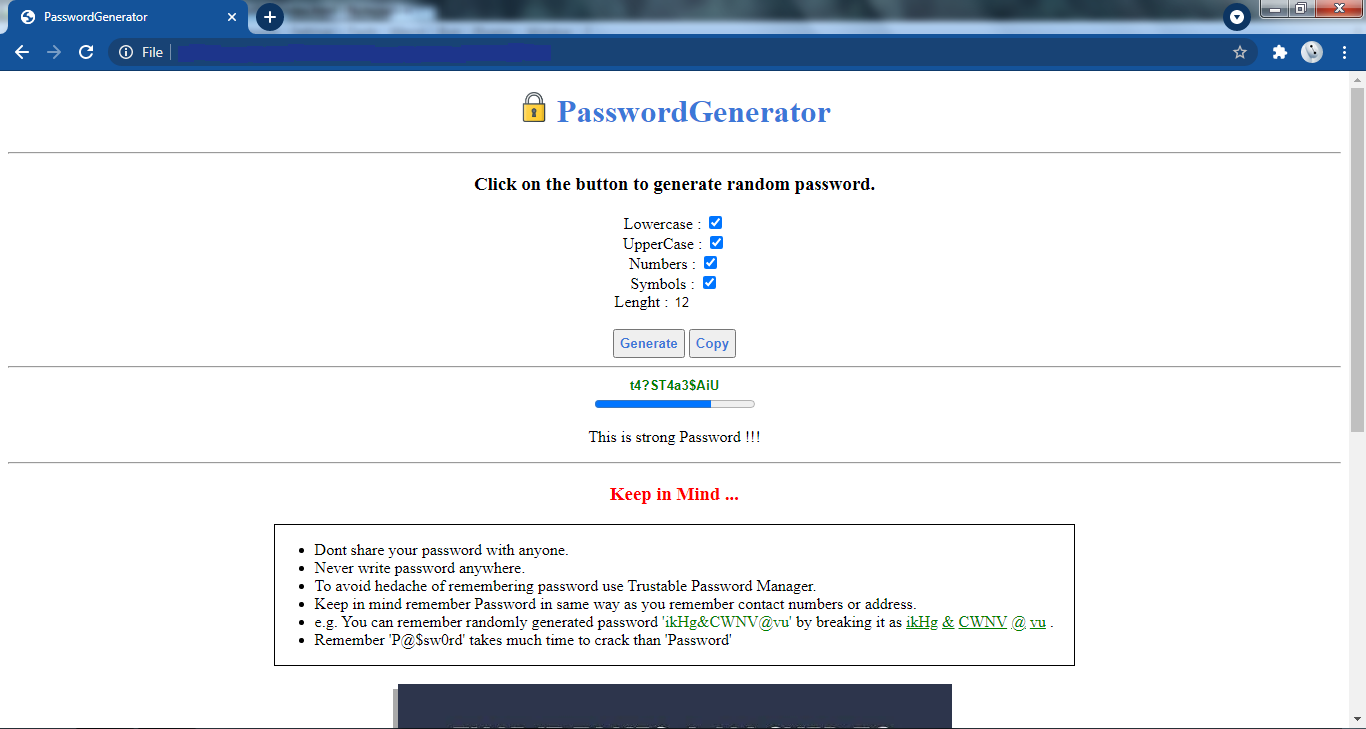 PasswordGenerator
File
PasswordGenerator
Click on the button to generate random password.
Lowercase :
UpperCase :
Numbers :
Symbols :
Lenght : 12
Generate Copy
t4?ST4a3$AiU
This is strong Password !!!
Keep in Mind ...
Dont share your password with anyone.
Never write password anywhere.
To avoid hedache of remembering password use Trustable Password Manager.
Keep in mind remember Password in same way as you remember contact numbers or address.
e.g. You can remember randomly generated password 'ikHg&CWNV@vu' by breaking it as ikHg & CWNV @ vu .
Remember 'P@$sw0rd' takes much time to crack than 'Password'